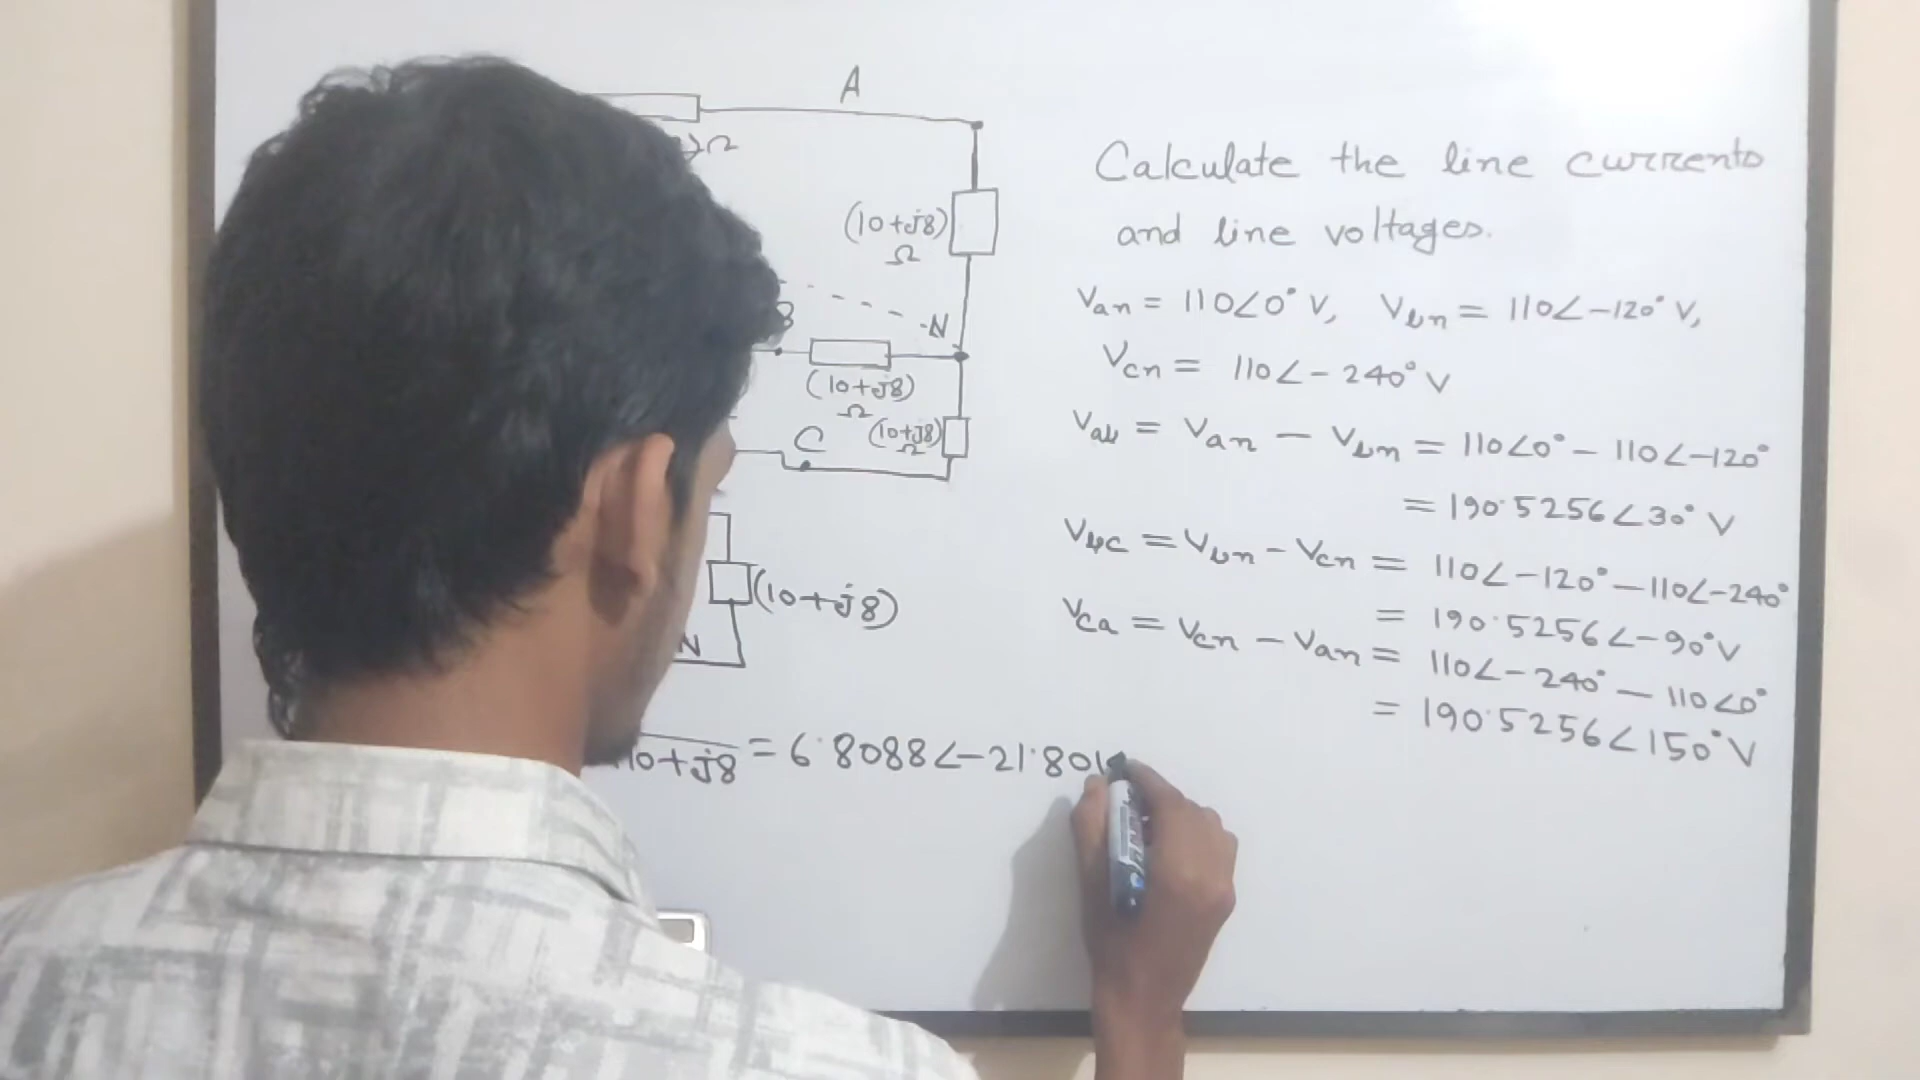 A
Ω
(10+j8)
Ω
N
(10+j8)
Ω
C
(10+j8)
Ω
(10+j8)
N
10+j8 = 6.8088∠-21.801
Calculate the line currents
and line voltages.
Van = 110∠0° V, Vbn = 110∠-120° V,
Vcn = 110∠-240° V
Vab = Van - Vbn = 110∠0° - 110∠-120°
= 190.5256∠30° V
Vbc = Vbn - Vcn = 110∠-120° - 110∠-240°
= 190.5256∠-90° V
Vca = Vcn - Van = 110∠-240° - 110∠0°
= 190.5256∠150° V